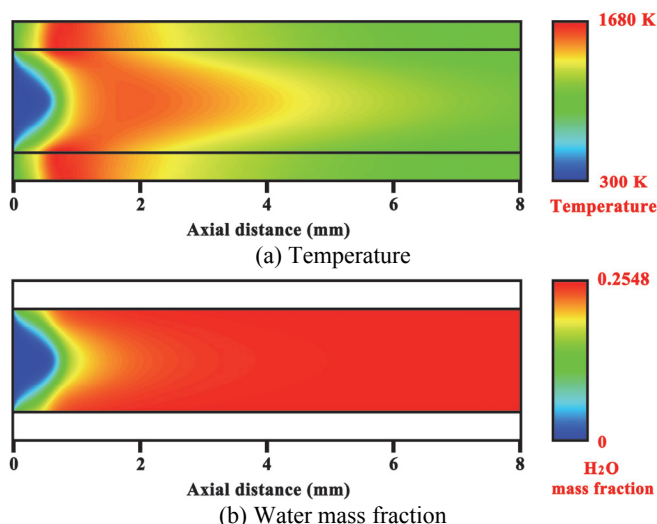 1680 K
300 K
Temperature
0 2 4 6 8
Axial distance (mm)
(a) Temperature
0.2548
0
H2O
mass fraction
0 2 4 6 8
Axial distance (mm)
(b) Water mass fraction